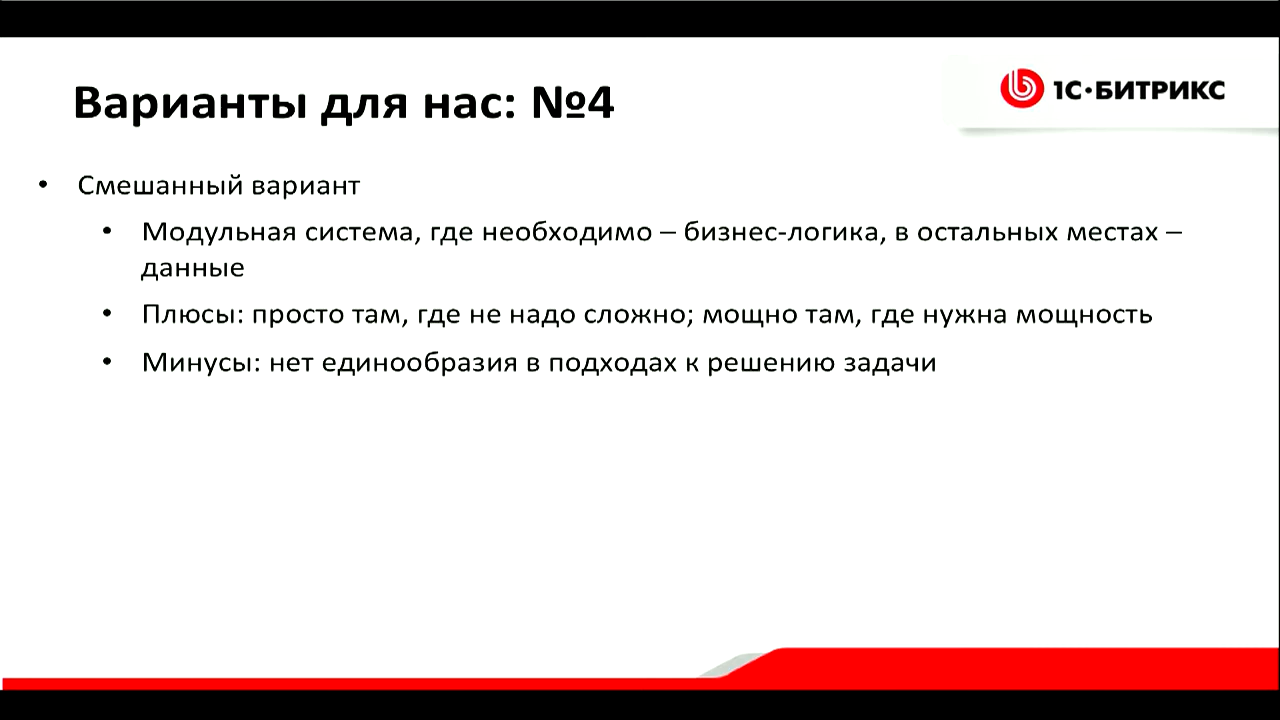 Варианты для нас: №4
1С·БИТРИКС
• Смешанный вариант
• Модульная система, где необходимо – бизнес-логика, в остальных местах –
данные
• Плюсы: просто там, где не надо сложно; мощно там, где нужна мощность
• Минусы: нет единообразия в подходах к решению задачи